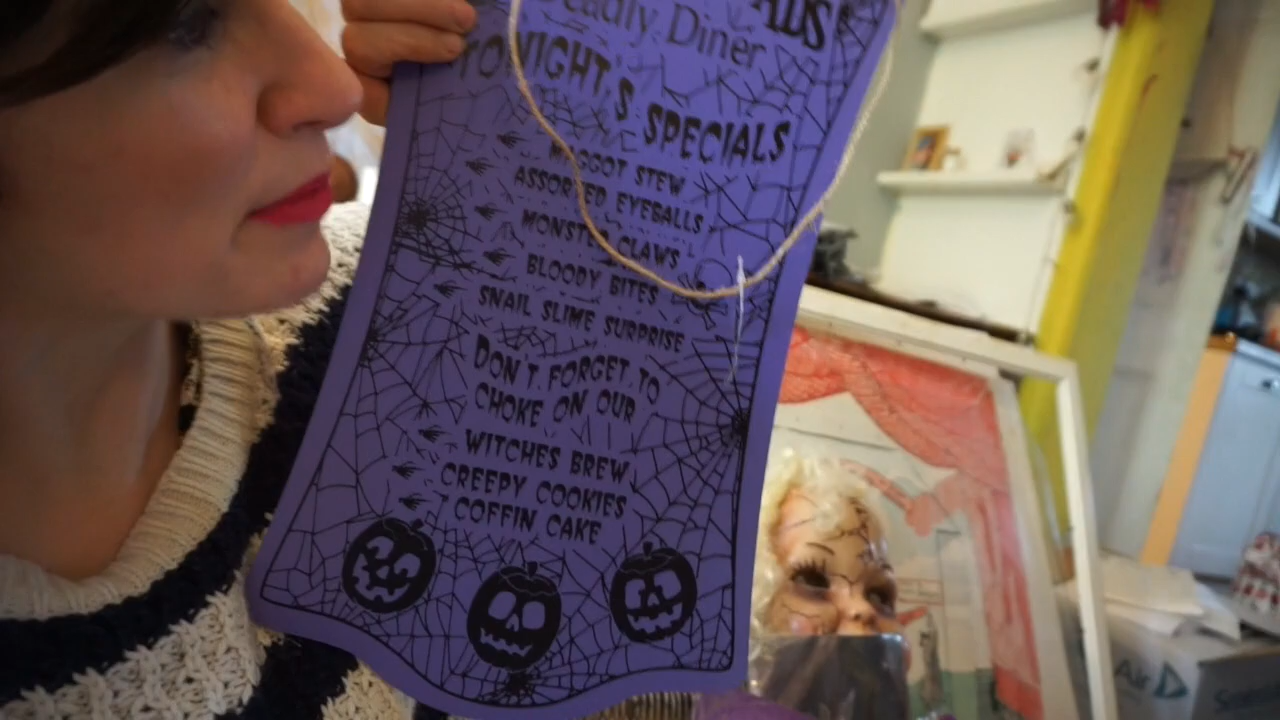 Deadly Diner
TONIGHT'S SPECIALS
MAGGOT STEW
ASSORTED EYEBALLS
MONSTER CLAWS
BLOODY BITES
SNAIL SLIME SURPRISE
DON'T FORGET TO
CHOKE ON OUR
WITCHES BREW
CREEPY COOKIES
COFFIN CAKE
Air